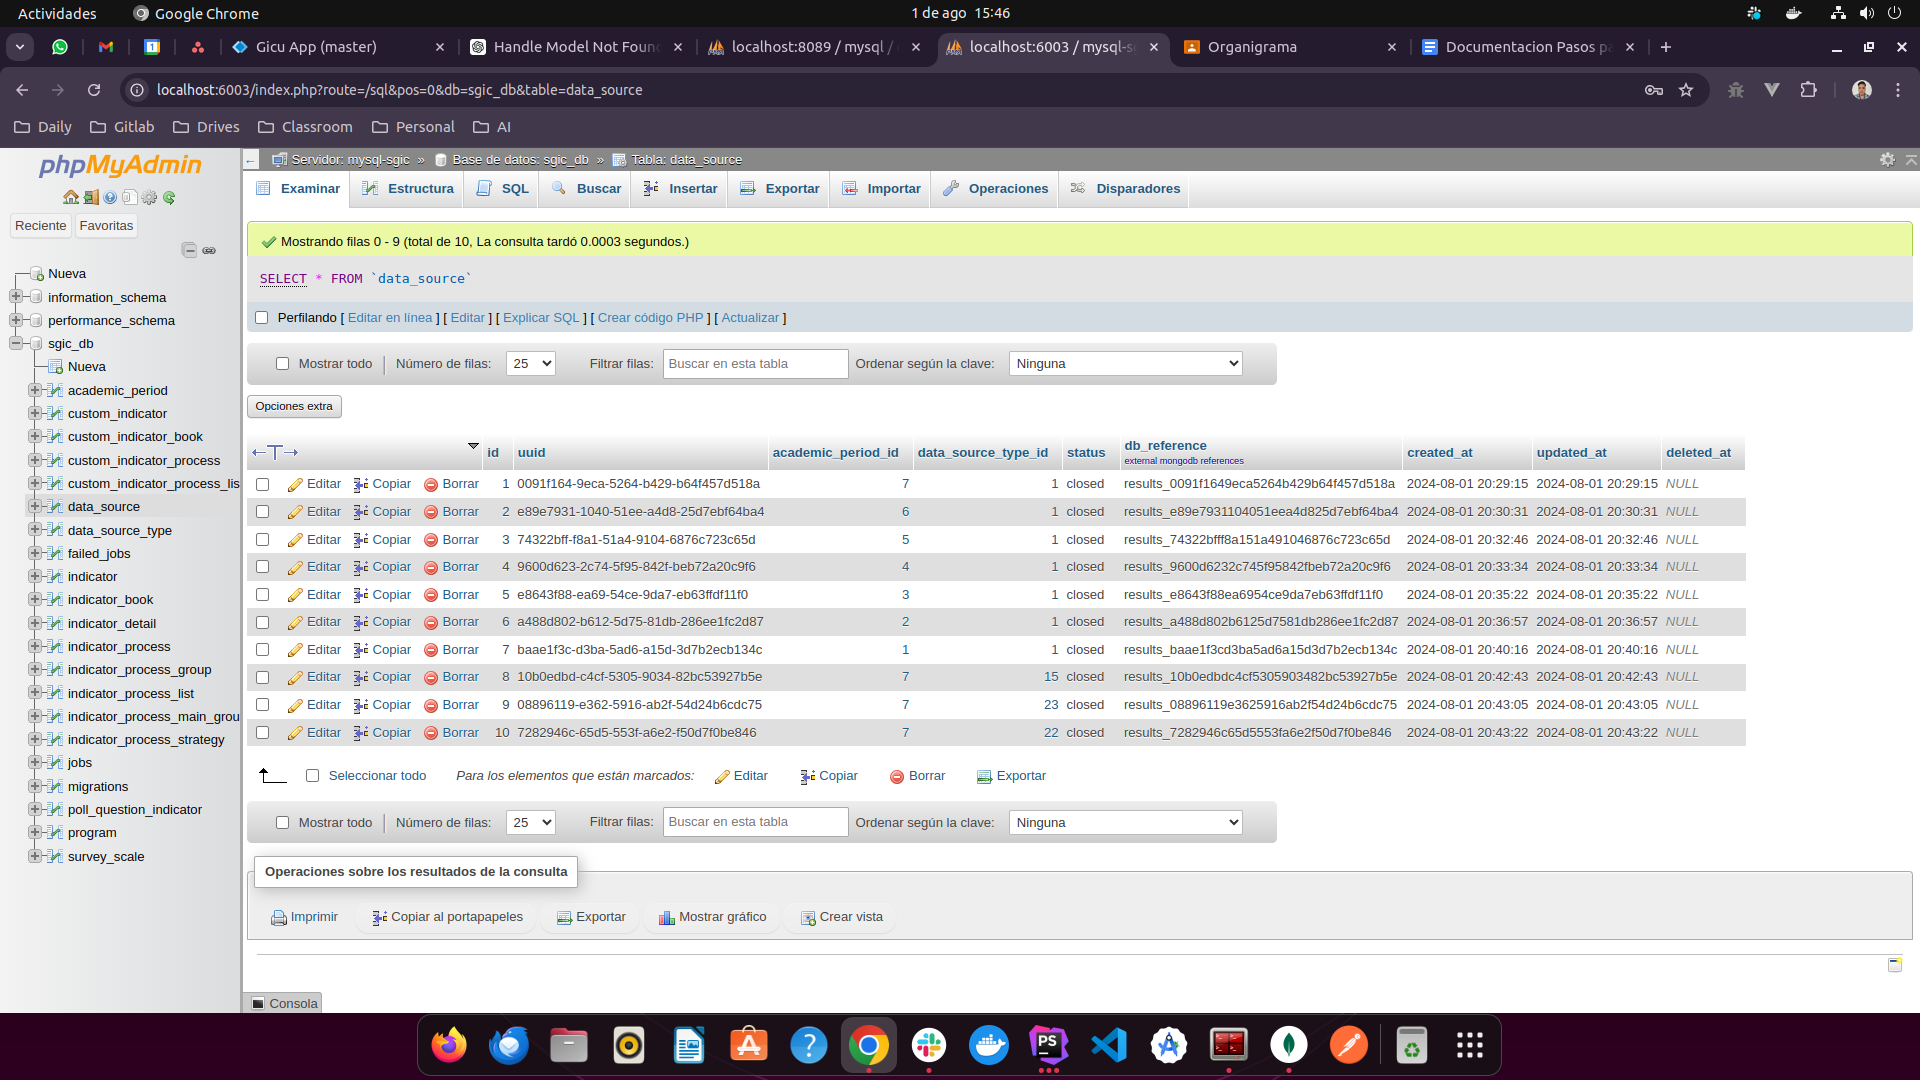 Actividades
Google Chrome
1 de ago  15:46
Gicu App (master)
Handle Model Not Foun
localhost:8089 / mysql /
localhost:6003 / mysql-s
Organigrama
Documentacion Pasos p
localhost:6003/index.php?route=/sql&pos=0&db=sgic_db&table=data_source
Daily
Gitlab
Drives
Classroom
Personal
AI
phpMyAdmin
Reciente
Favoritas
Nueva
information_schema
performance_schema
sgic_db
Nueva
academic_period
custom_indicator
custom_indicator_book
custom_indicator_process
custom_indicator_process_lis
data_source
data_source_type
failed_jobs
indicator
indicator_book
indicator_detail
indicator_process
indicator_process_group
indicator_process_list
indicator_process_main_grou
indicator_process_strategy
jobs
migrations
poll_question_indicator
program
survey_scale
Servidor: mysql-sgic » Base de datos: sgic_db » Tabla: data_source
Examinar Estructura SQL Buscar Insertar Exportar Importar Operaciones Disparadores
Mostrando filas 0 - 9 (total de 10, La consulta tardó 0.0003 segundos.)
SELECT * FROM `data_source`
Perfilando [ Editar en línea ] [ Editar ] [ Explicar SQL ] [ Crear código PHP ] [ Actualizar ]
Mostrar todo | Número de filas: 25 Filtrar filas: Buscar en esta tabla Ordenar según la clave: Ninguna
Opciones extra
id uuid academic_period_id data_source_type_id status db_reference created_at updated_at deleted_at
external mongodb references
Editar Copiar Borrar 1 0091f164-9eca-5264-b429-b64f457d518a 7 1 closed results_0091f1649eca5264b429b64f457d518a 2024-08-01 20:29:15 2024-08-01 20:29:15 NULL
Editar Copiar Borrar 2 e89e7931-1040-51ee-a4d8-25d7ebf64ba4 6 1 closed results_e89e7931104051eea4d825d7ebf64ba4 2024-08-01 20:30:31 2024-08-01 20:30:31 NULL
Editar Copiar Borrar 3 74322bff-f8a1-51a4-9104-6876c723c65d 5 1 closed results_74322bfff8a151a491046876c723c65d 2024-08-01 20:32:46 2024-08-01 20:32:46 NULL
Editar Copiar Borrar 4 9600d623-2c74-5f95-842f-beb72a20c9f6 4 1 closed results_9600d6232c745f95842fbeb72a20c9f6 2024-08-01 20:33:34 2024-08-01 20:33:34 NULL
Editar Copiar Borrar 5 e8643f88-ea69-54ce-9da7-eb63ffdf11f0 3 1 closed results_e8643f88ea6954ce9da7eb63ffdf11f0 2024-08-01 20:35:22 2024-08-01 20:35:22 NULL
Editar Copiar Borrar 6 a488d802-b612-5d75-81db-286ee1fc2d87 2 1 closed results_a488d802b6125d7581db286ee1fc2d87 2024-08-01 20:36:57 2024-08-01 20:36:57 NULL
Editar Copiar Borrar 7 baae1f3c-d3ba-5ad6-a15d-3d7b2ecb134c 1 1 closed results_baae1f3cd3ba5ad6a15d3d7b2ecb134c 2024-08-01 20:40:16 2024-08-01 20:40:16 NULL
Editar Copiar Borrar 8 10b0edbd-c4cf-5305-9034-82bc53927b5e 7 15 closed results_10b0edbdc4cf5305903482bc53927b5e 2024-08-01 20:42:43 2024-08-01 20:42:43 NULL
Editar Copiar Borrar 9 08896119-e362-5916-ab2f-54d24b6cdc75 7 23 closed results_08896119e3625916ab2f54d24b6cdc75 2024-08-01 20:43:05 2024-08-01 20:43:05 NULL
Editar Copiar Borrar 10 7282946c-65d5-553f-a6e2-f50d7f0be846 7 22 closed results_7282946c65d5553fa6e2f50d7f0be846 2024-08-01 20:43:22 2024-08-01 20:43:22 NULL
Seleccionar todo Para los elementos que están marcados: Editar Copiar Borrar Exportar
Mostrar todo | Número de filas: 25 Filtrar filas: Buscar en esta tabla Ordenar según la clave: Ninguna
Operaciones sobre los resultados de la consulta
Imprimir Copiar al portapapeles Exportar Mostrar gráfico Crear vista
Consola
PS